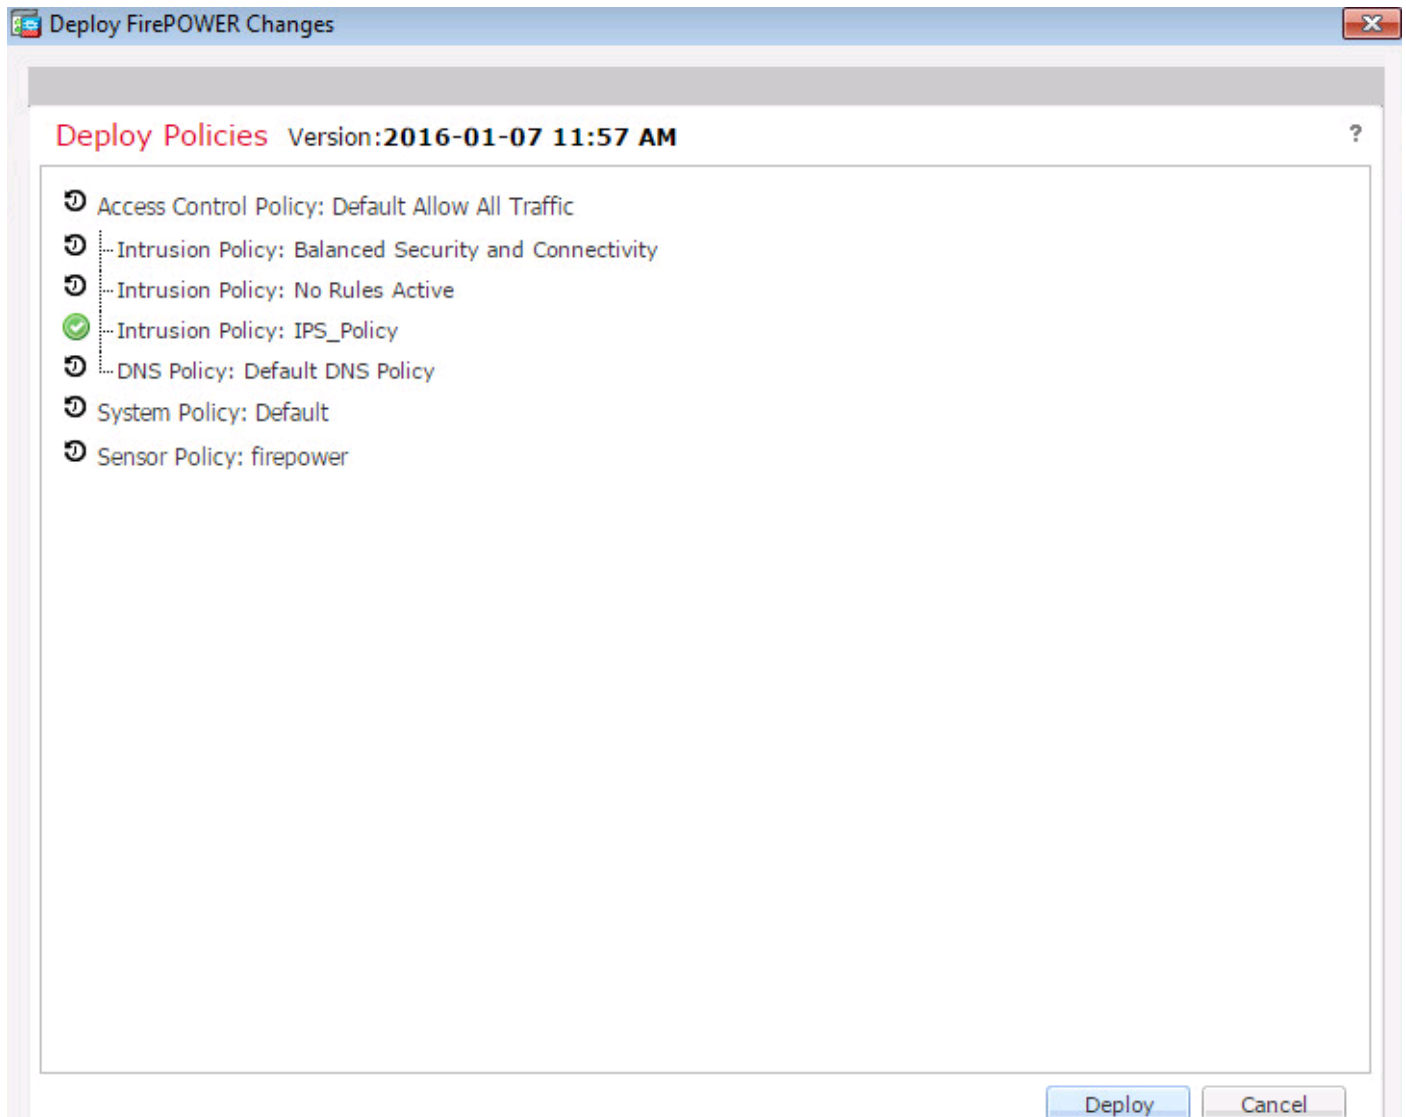 Deploy FirePOWER Changes
Deploy Policies Version:2016-01-07 11:57 AM ?
Access Control Policy: Default Allow All Traffic
Intrusion Policy: Balanced Security and Connectivity
Intrusion Policy: No Rules Active
Intrusion Policy: IPS_Policy
DNS Policy: Default DNS Policy
System Policy: Default
Sensor Policy: firepower
Deploy Cancel